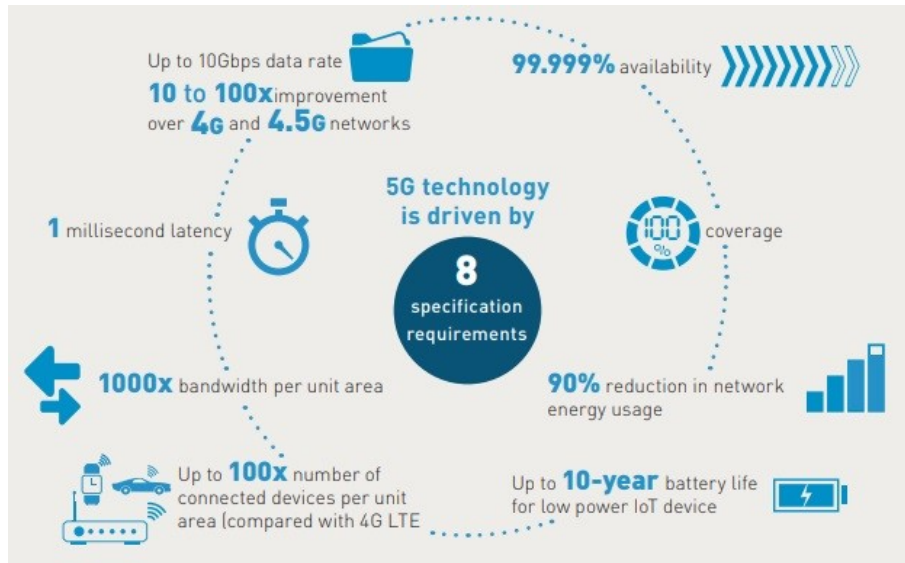 Up to 10Gbps data rate
10 to 100x improvement
over 4G and 4.5G networks
99.999% availability
5G technology
is driven by
8
specification
requirements
1 millisecond latency
100
%
coverage
1000x bandwidth per unit area
90% reduction in network
energy usage
Up to 100x number of
connected devices per unit
area (compared with 4G LTE
Up to 10-year battery life
for low power IoT device